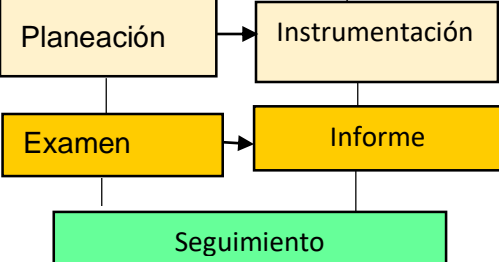 Planeación
Instrumentación
Examen
Informe
Seguimiento